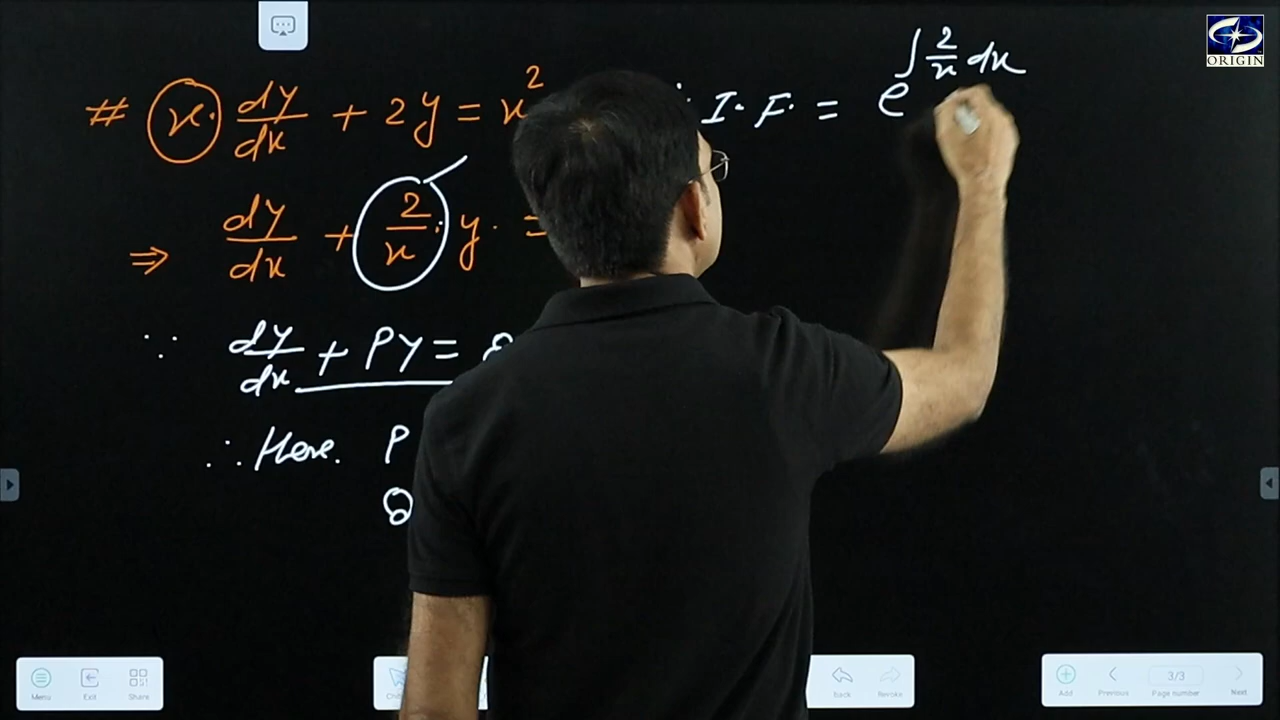 # x. dy/dx + 2y = x²
⇒ dy/dx + 2/x . y. =
∵ dy/dx + Py =
∴ Here. P
Q
I. F. = e^∫ 2/x dx
ORIGIN
Menu Exit Share
Back Revoke
Add Previous 3/3 Page number Next